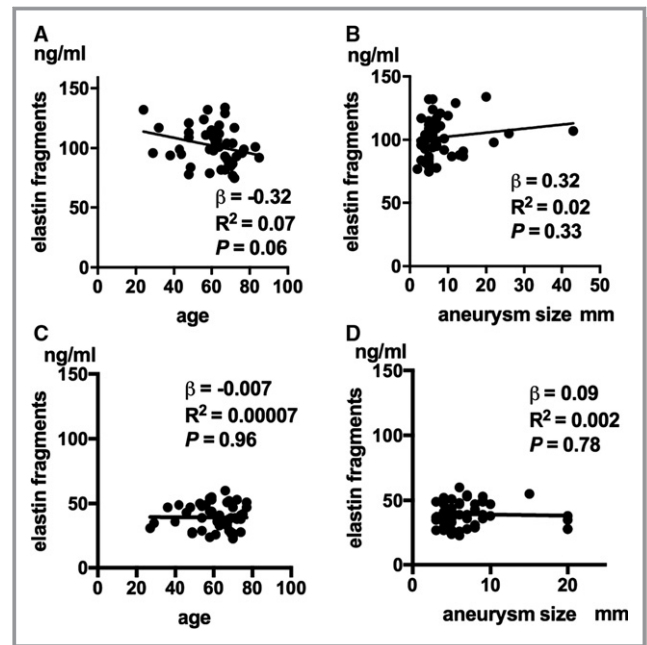 A
ng/ml
elastin fragments
150
100
50
0
0 20 40 60 80 100
age
β = -0.32
R² = 0.07
P = 0.06
B
ng/ml
elastin fragments
150
100
50
0
0 10 20 30 40 50
aneurysm size mm
β = 0.32
R² = 0.02
P = 0.33
C
ng/ml
elastin fragments
150
100
50
0
0 20 40 60 80 100
age
β = -0.007
R² = 0.00007
P = 0.96
D
ng/ml
elastin fragments
150
100
50
0
0 10 20
aneurysm size mm
β = 0.09
R² = 0.002
P = 0.78